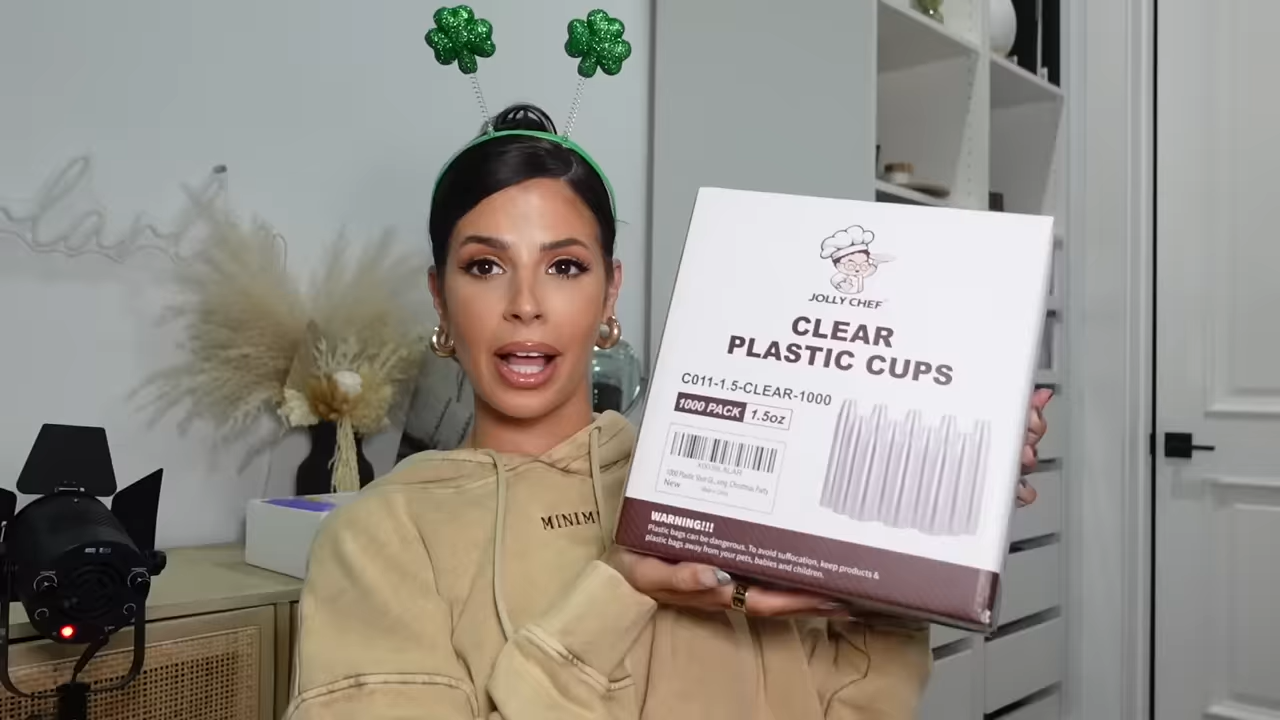 JOLLY CHEF
CLEAR
PLASTIC CUPS
C011-1.5-CLEAR-1000
1000 PACK 1.5oz
New
WARNING!!!
Plastic bags can be dangerous. To avoid suffocation, keep products &
plastic bags away from your pets, babies and children.
MINIM